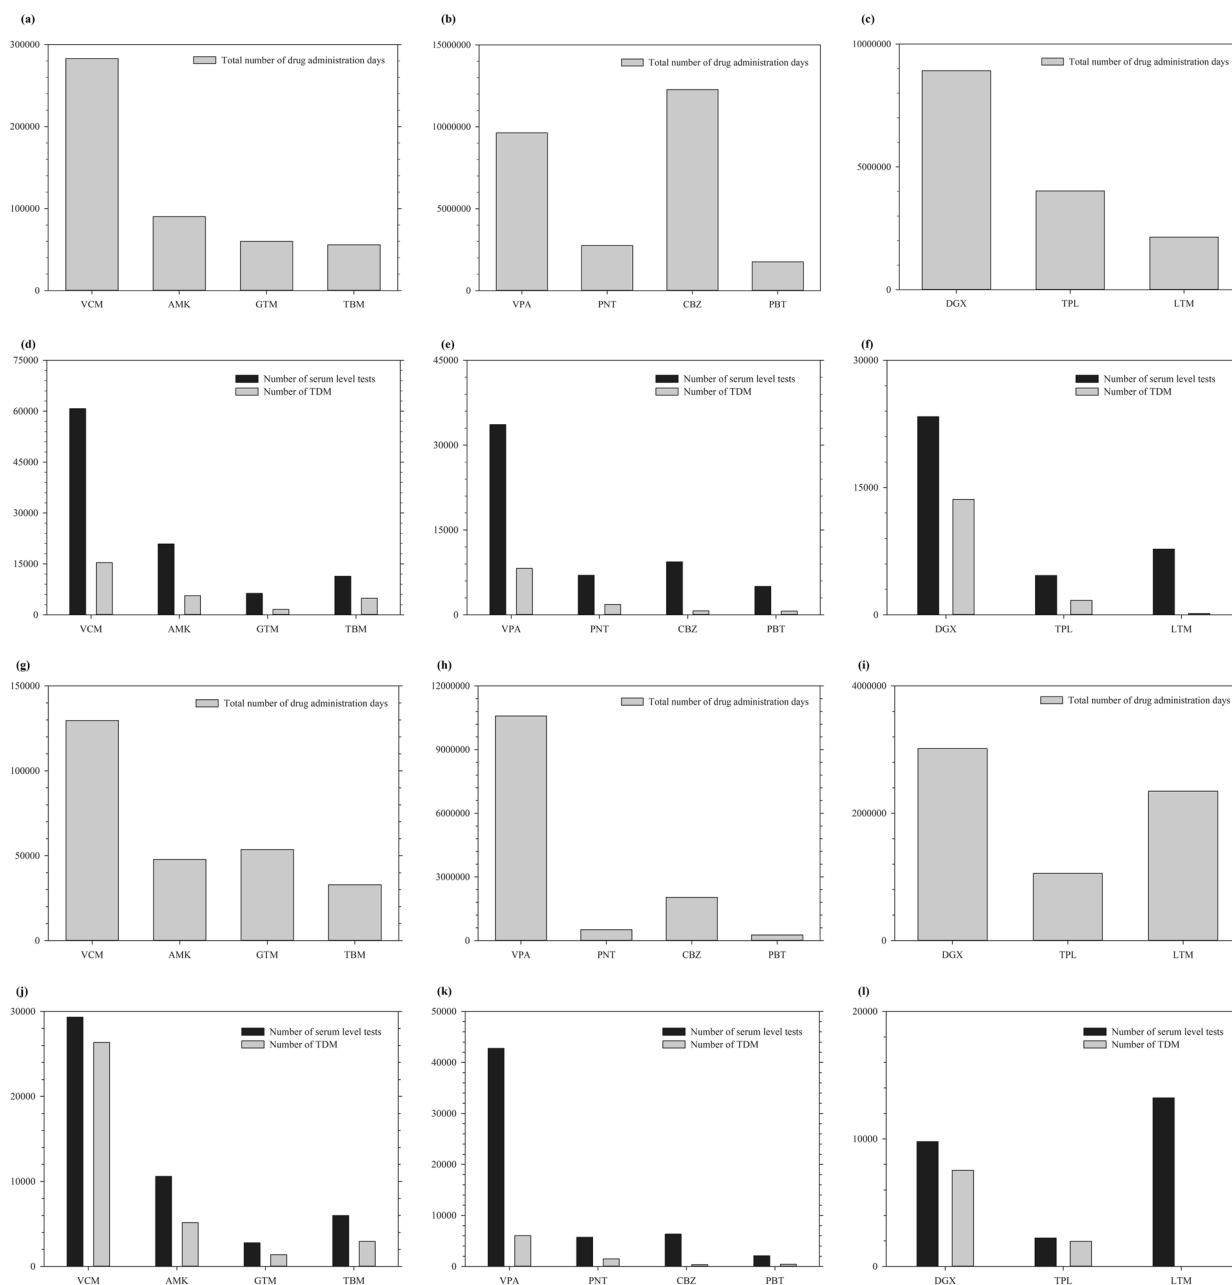 (a)
300000
200000
100000
0
Total number of drug administration days
VCM AMK GTM TBM
(b)
15000000
10000000
5000000
0
Total number of drug administration days
VPA PNT CBZ PBT
(c)
10000000
5000000
0
Total number of drug administration days
DGX TPL LTM
(d)
75000
60000
45000
30000
15000
0
Number of serum level tests
Number of TDM
VCM AMK GTM TBM
(e)
45000
30000
15000
0
Number of serum level tests
Number of TDM
VPA PNT CBZ PBT
(f)
30000
15000
0
Number of serum level tests
Number of TDM
DGX TPL LTM
(g)
150000
100000
50000
0
Total number of drug administration days
VCM AMK GTM TBM
(h)
12000000
9000000
6000000
3000000
0
Total number of drug administration days
VPA PNT CBZ PBT
(i)
4000000
2000000
0
Total number of drug administration days
DGX TPL LTM
(j)
30000
20000
10000
0
Number of serum level tests
Number of TDM
VCM AMK GTM TBM
(k)
50000
40000
30000
20000
10000
0
Number of serum level tests
Number of TDM
VPA PNT CBZ PBT
(l)
20000
10000
0
Number of serum level tests
Number of TDM
DGX TPL LTM